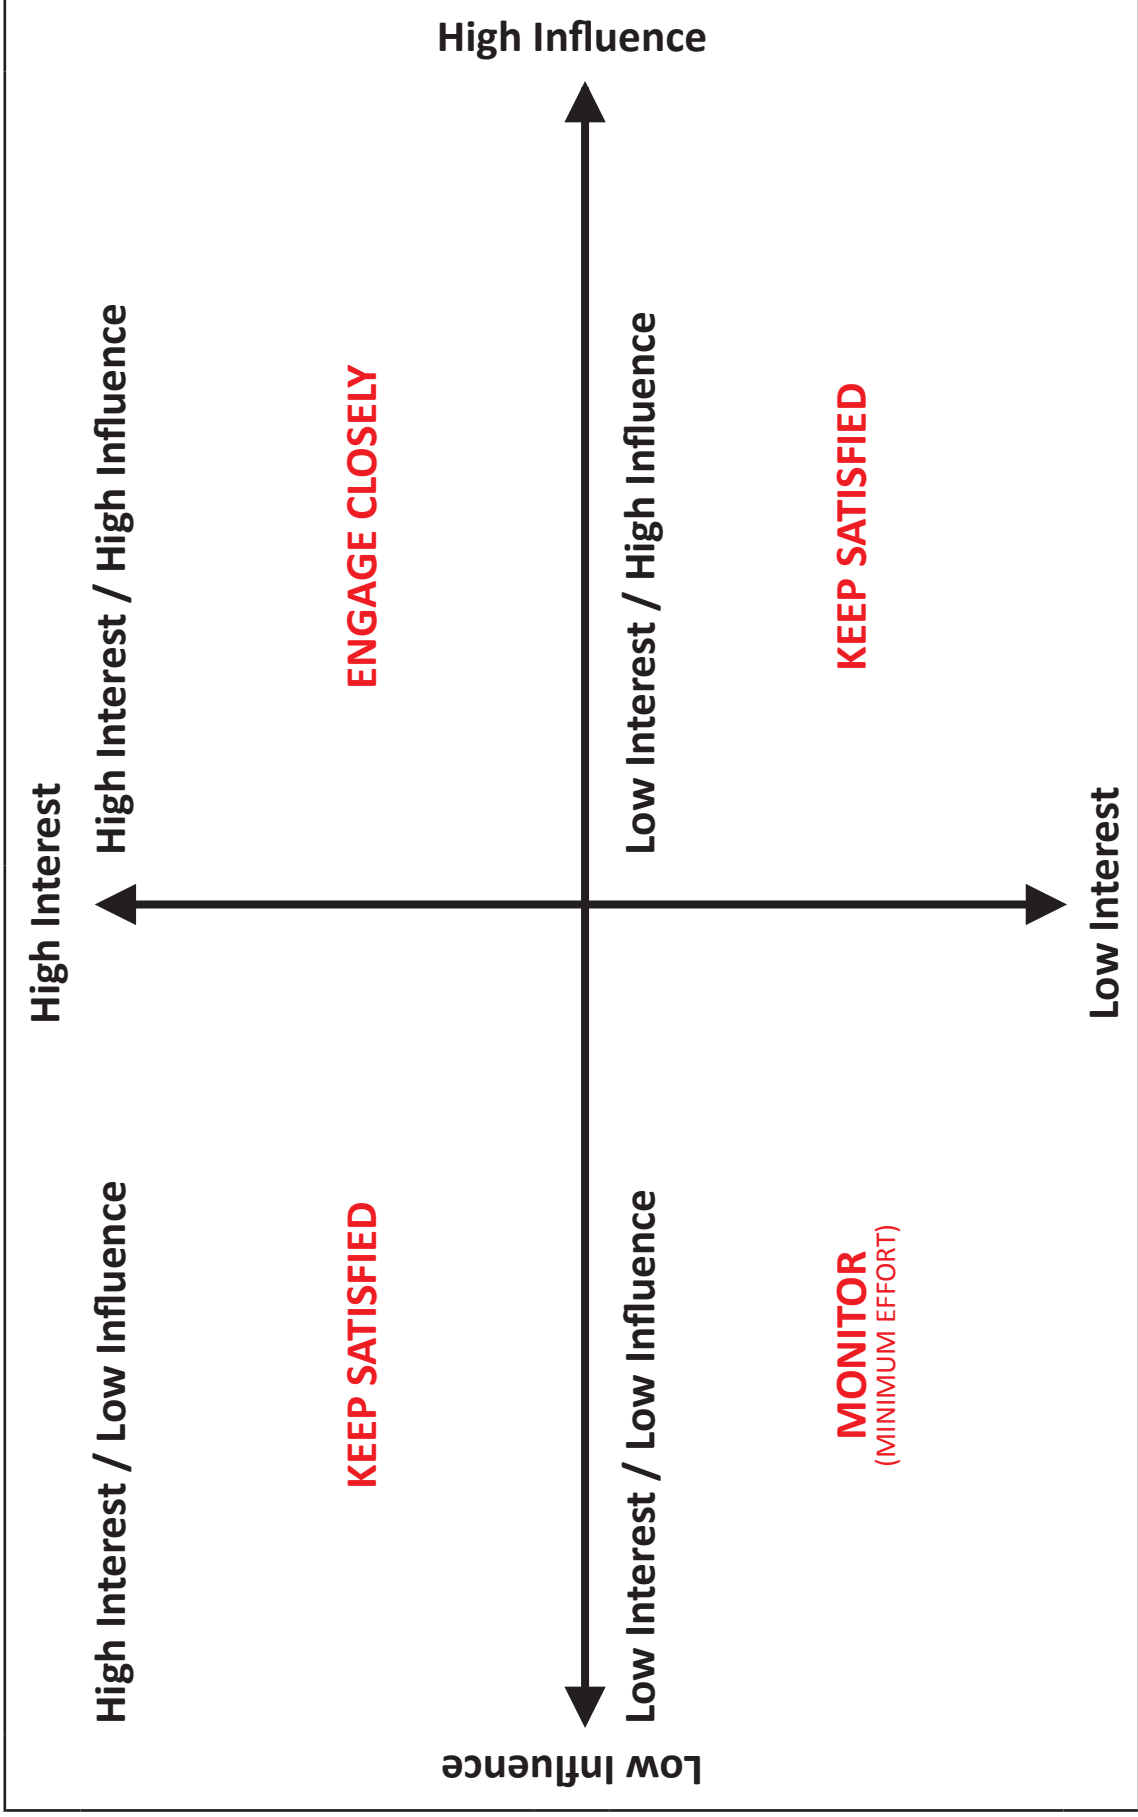 High Interest
High Interest / Low Influence
High Interest / High Influence
KEEP SATISFIED
ENGAGE CLOSELY
Low Influence
High Influence
Low Interest / Low Influence
Low Interest / High Influence
MONITOR
(MINIMUM EFFORT)
KEEP SATISFIED
Low Interest